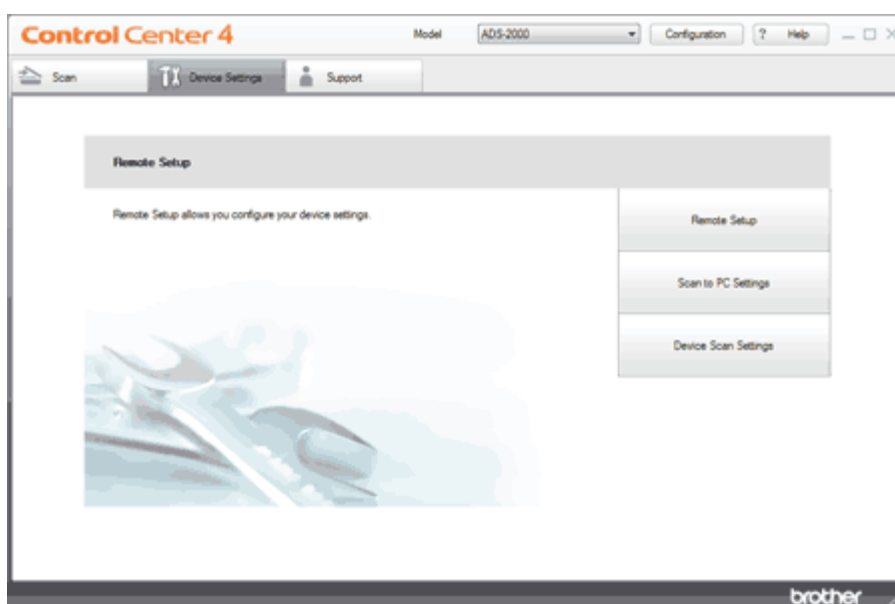 Control Center 4
Model ADS-2000 Configuration ? Help
Scan Device Settings Support
Remote Setup
Remote Setup allows you configure your device settings.
Remote Setup
Scan to PC Settings
Device Scan Settings
brother